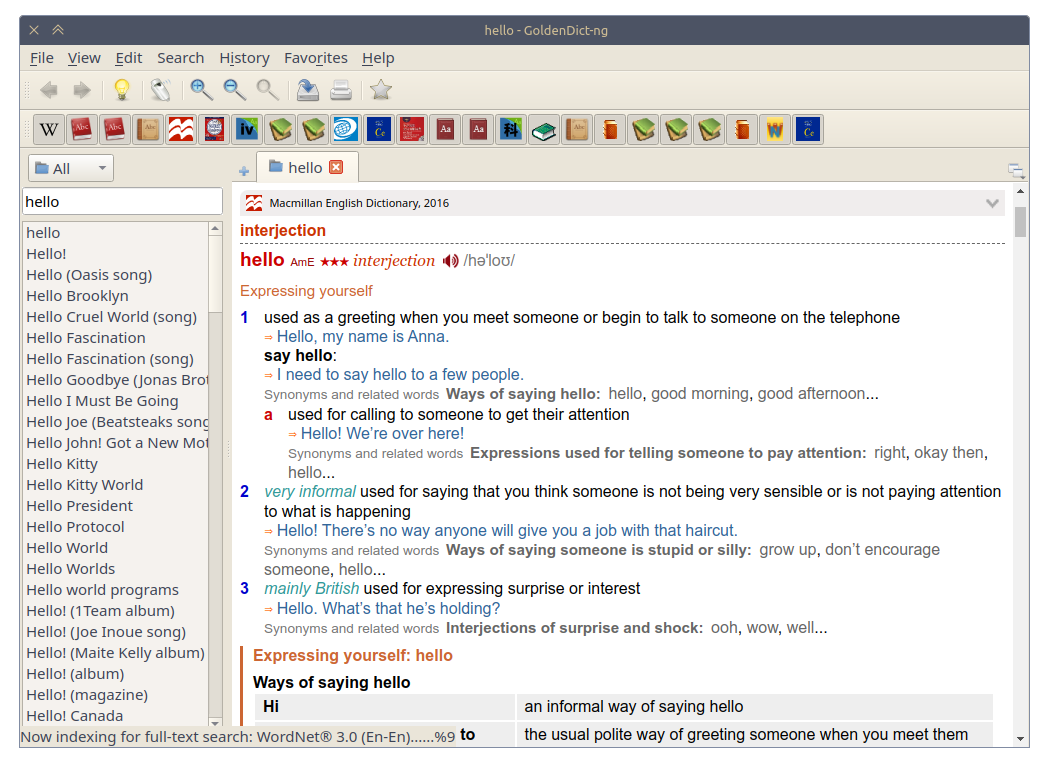 hello - GoldenDict-ng
File View Edit Search History Favorites Help
W Abc Abc Abc iv Ce Aa Aa 科 Abc W Ce
All
hello
hello
hello
Hello!
Hello (Oasis song)
Hello Brooklyn
Hello Cruel World (song)
Hello Fascination
Hello Fascination (song)
Hello Goodbye (Jonas Brot
Hello I Must Be Going
Hello Joe (Beatsteaks song
Hello John! Got a New Mot
Hello Kitty
Hello Kitty World
Hello President
Hello Protocol
Hello World
Hello Worlds
Hello world programs
Hello! (1Team album)
Hello! (Joe Inoue song)
Hello! (Maite Kelly album)
Hello! (album)
Hello! (magazine)
Hello! Canada
Now indexing for full-text search: WordNet® 3.0 (En-En)......%9
Macmillan English Dictionary, 2016
interjection
hello AmE ★★★ interjection /həˈloʊ/
Expressing yourself
1 used as a greeting when you meet someone or begin to talk to someone on the telephone
⇒ Hello, my name is Anna.
say hello:
⇒ I need to say hello to a few people.
Synonyms and related words Ways of saying hello: hello, good morning, good afternoon...
a used for calling to someone to get their attention
⇒ Hello! We’re over here!
Synonyms and related words Expressions used for telling someone to pay attention: right, okay then,
hello...
2 very informal used for saying that you think someone is not being very sensible or is not paying attention
to what is happening
⇒ Hello! There’s no way anyone will give you a job with that haircut.
Synonyms and related words Ways of saying someone is stupid or silly: grow up, don’t encourage
someone, hello...
3 mainly British used for expressing surprise or interest
⇒ Hello. What’s that he’s holding?
Synonyms and related words Interjections of surprise and shock: ooh, wow, well...
Expressing yourself: hello
Ways of saying hello
Hi an informal way of saying hello
to the usual polite way of greeting someone when you meet them